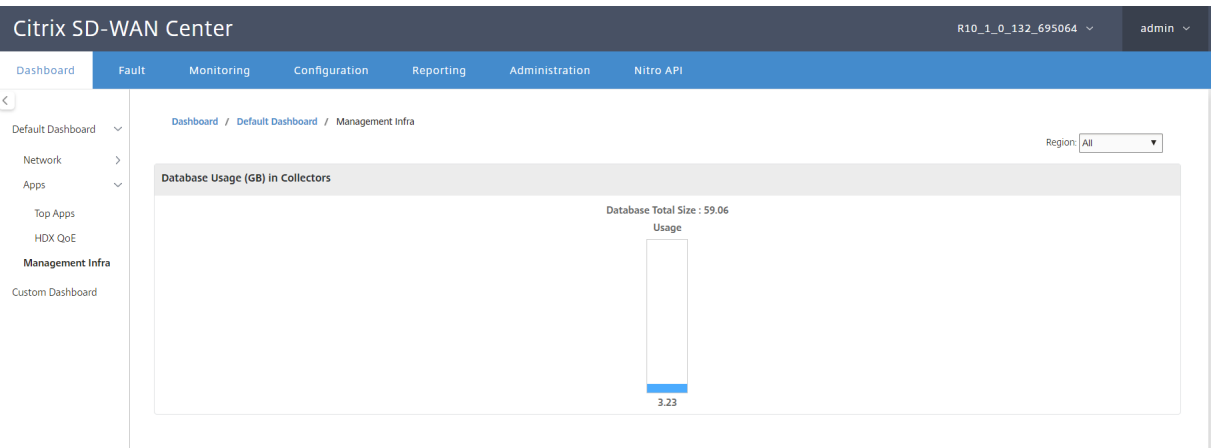 Citrix SD-WAN Center
R10_1_0_132_695064
admin
Dashboard
Fault
Monitoring
Configuration
Reporting
Administration
Nitro API
Default Dashboard
Network
Apps
Top Apps
HDX QoE
Management Infra
Custom Dashboard
Dashboard / Default Dashboard / Management Infra
Region: All
Database Usage (GB) in Collectors
Database Total Size : 59.06
Usage
3.23